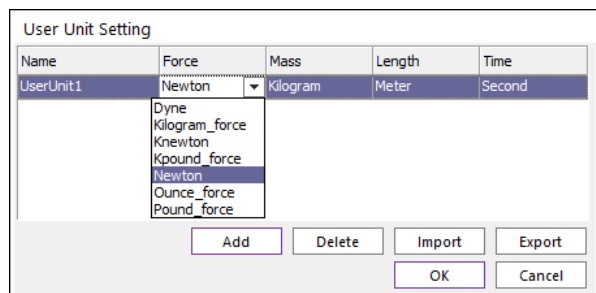 User Unit Setting
Name Force Mass Length Time
UserUnit1 Newton Kilogram Meter Second
Dyne
Kilogram_force
Knewton
Kpound_force
Newton
Ounce_force
Pound_force
Add Delete Import Export
OK Cancel